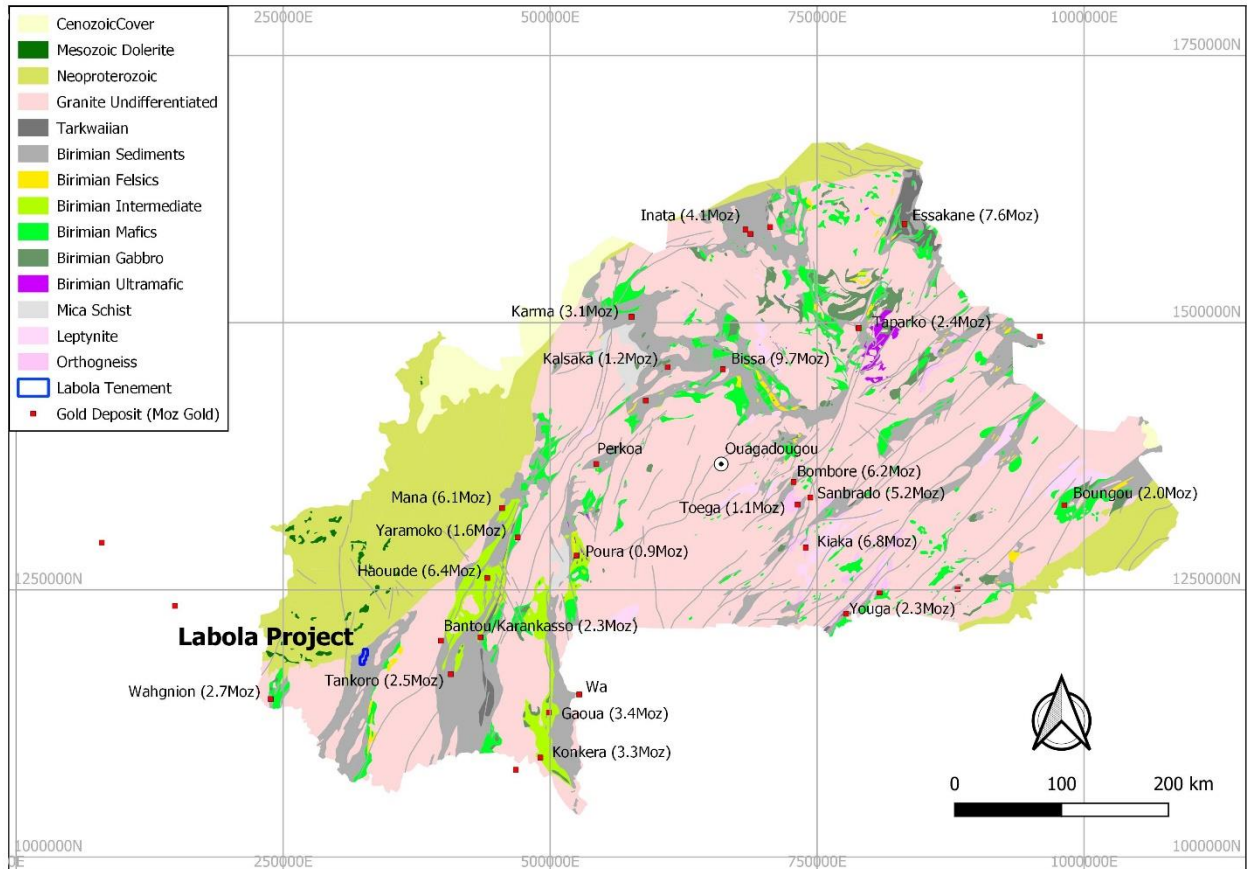 250000E
500000E
750000E
1000000E
1750000N
1500000N
1250000N
1000000N
0E
250000E
500000E
750000E
1000000E
1000000N
CenozoicCover
Mesozoic Dolerite
Neoproterozoic
Granite Undifferentiated
Tarkwaiian
Birimian Sediments
Birimian Felsics
Birimian Intermediate
Birimian Mafics
Birimian Gabbro
Birimian Ultramafic
Mica Schist
Leptynite
Orthogneiss
Labola Tenement
Gold Deposit (Moz Gold)
Inata (4.1Moz)
Essakane (7.6Moz)
Karma (3.1Moz)
Taparko (2.4Moz)
Kalsaka (1.2Moz)
Bissa (9.7Moz)
Perkoa
Ouagadougou
Bombore (6.2Moz)
Mana (6.1Moz)
Sanbrado (5.2Moz)
Boungou (2.0Moz)
Toega (1.1Moz)
Yaramoko (1.6Moz)
Kiaka (6.8Moz)
Poura (0.9Moz)
Haounde (6.4Moz)
Youga (2.3Moz)
Bantou/Karankasso (2.3Moz)
Labola Project
Tankoro (2.5Moz)
Wahgnion (2.7Moz)
Wa
Gaoua (3.4Moz)
Konkera (3.3Moz)
0 100 200 km